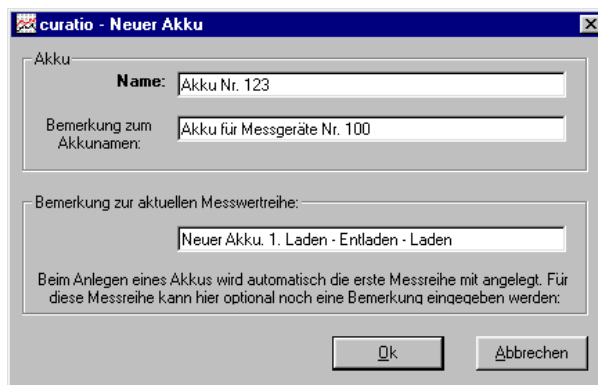 curatio - Neuer Akku
Akku
Name:
Akku Nr. 123
Bemerkung zum
Akkunamen:
Akku für Messgeräte Nr. 100
Bemerkung zur aktuellen Messwertreihe:
Neuer Akku. 1. Laden - Entladen - Laden
Beim Anlegen eines Akkus wird automatisch die erste Messreihe mit angelegt. Für
diese Messreihe kann hier optional noch eine Bemerkung eingegeben werden:
Ok
Abbrechen